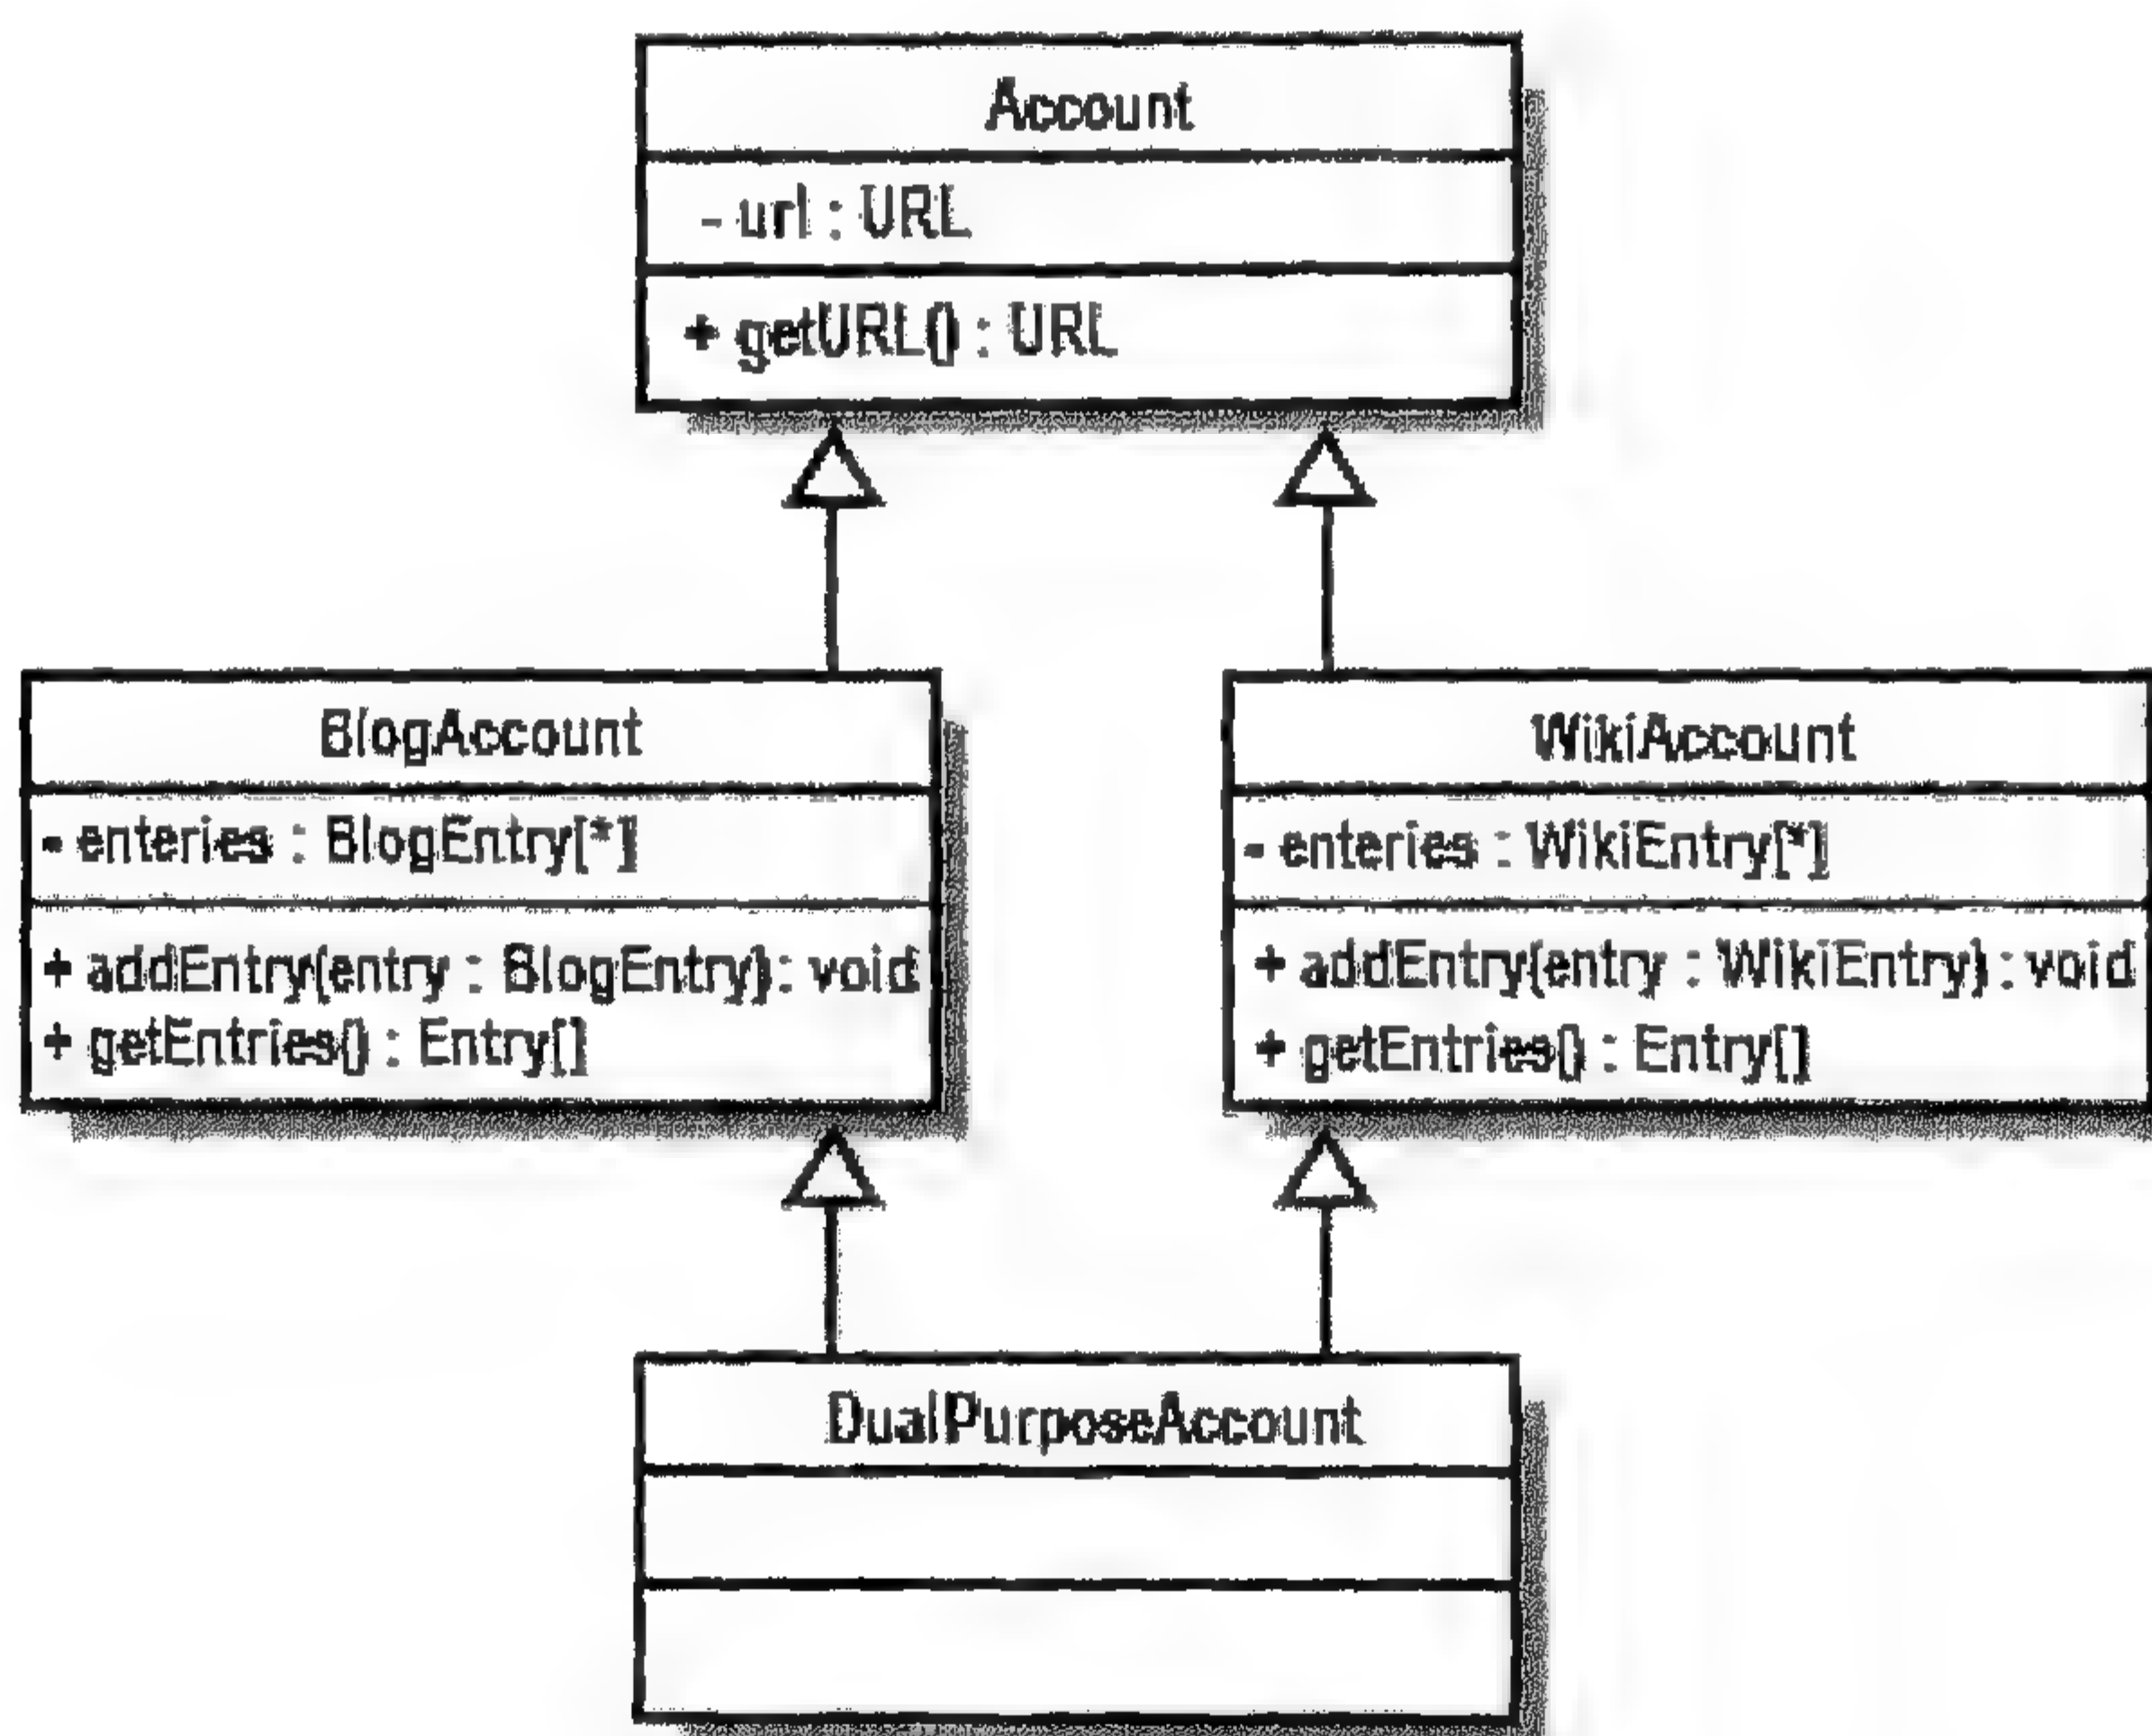 Account
- url : URL
+ getURL() : URL
BlogAccount
- enteries : BlogEntry[*]
+ addEntry(entry : BlogEntry) : void
+ getEntries() : Entry[]
WikiAccount
- enteries : WikiEntry[*]
+ addEntry(entry : WikiEntry) : void
+ getEntries() : Entry[]
DualPurposeAccount